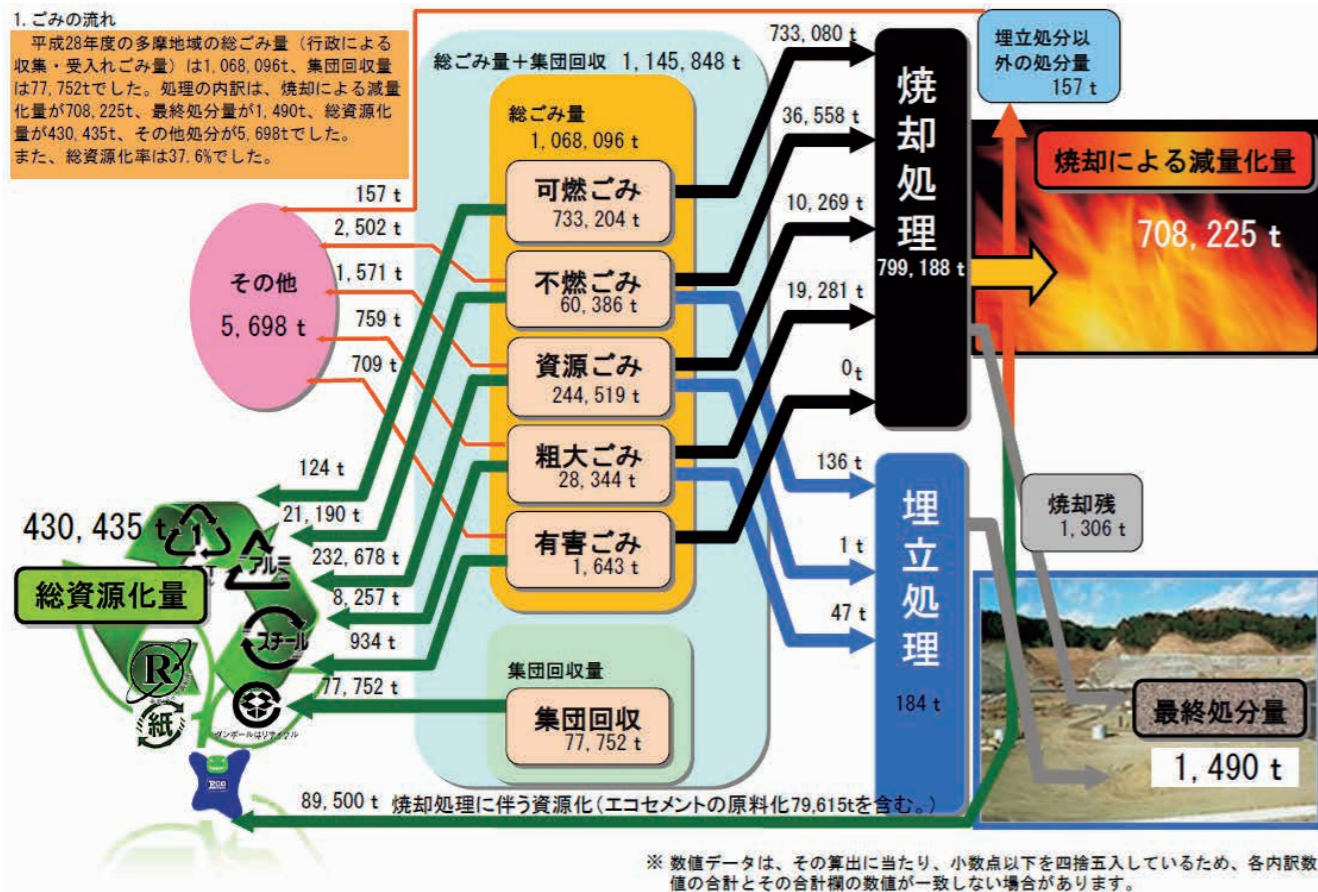 1. ごみの流れ
平成28年度の多摩地域の総ごみ量（行政による
収集・受入れごみ量）は1,068,096t、集団回収量
は77,752tでした。処理の内訳は、焼却による減量
化量が708,225t、最終処分量が1,490t、総資源化
量が430,435t、その他処分が5,698tでした。
また、総資源化率は37.6%でした。
総ごみ量＋集団回収 1,145,848 t
総ごみ量
1,068,096 t
可燃ごみ
733,204 t
不燃ごみ
60,386 t
資源ごみ
244,519 t
粗大ごみ
28,344 t
有害ごみ
1,643 t
集団回収量
集団回収
77,752 t
157 t
2,502 t
1,571 t
759 t
709 t
その他
5,698 t
124 t
21,190 t
232,678 t
8,257 t
934 t
77,752 t
430,435 t
総資源化量
1
アルミ
スチール
R
紙
ダンボールはリサイクル
89,500 t 焼却処理に伴う資源化（エコセメントの原料化79,615tを含む。）
733,080 t
36,558 t
10,269 t
19,281 t
0t
焼却処理
799,188 t
136 t
1 t
47 t
埋立処理
184 t
埋立処分以
外の処分量
157 t
焼却による減量化量
708,225 t
焼却残
1,306 t
最終処分量
1,490 t
※ 数値データは、その算出に当たり、小数点以下を四捨五入しているため、各内訳数
値の合計とその合計欄の数値が一致しない場合があります。